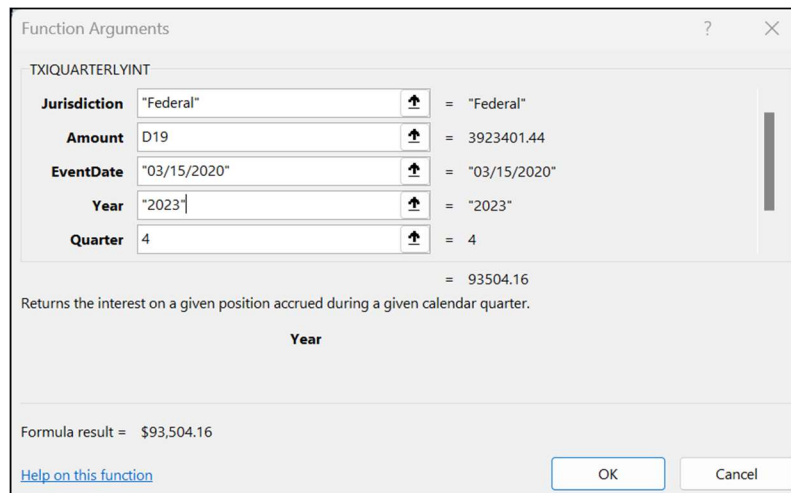 Function Arguments ? ×
TXIQUARTERLYINT
Jurisdiction "Federal" = "Federal"
Amount D19 = 3923401.44
EventDate "03/15/2020" = "03/15/2020"
Year "2023" = "2023"
Quarter 4 = 4
= 93504.16
Returns the interest on a given position accrued during a given calendar quarter.
Year
Formula result = $93,504.16
Help on this function OK Cancel